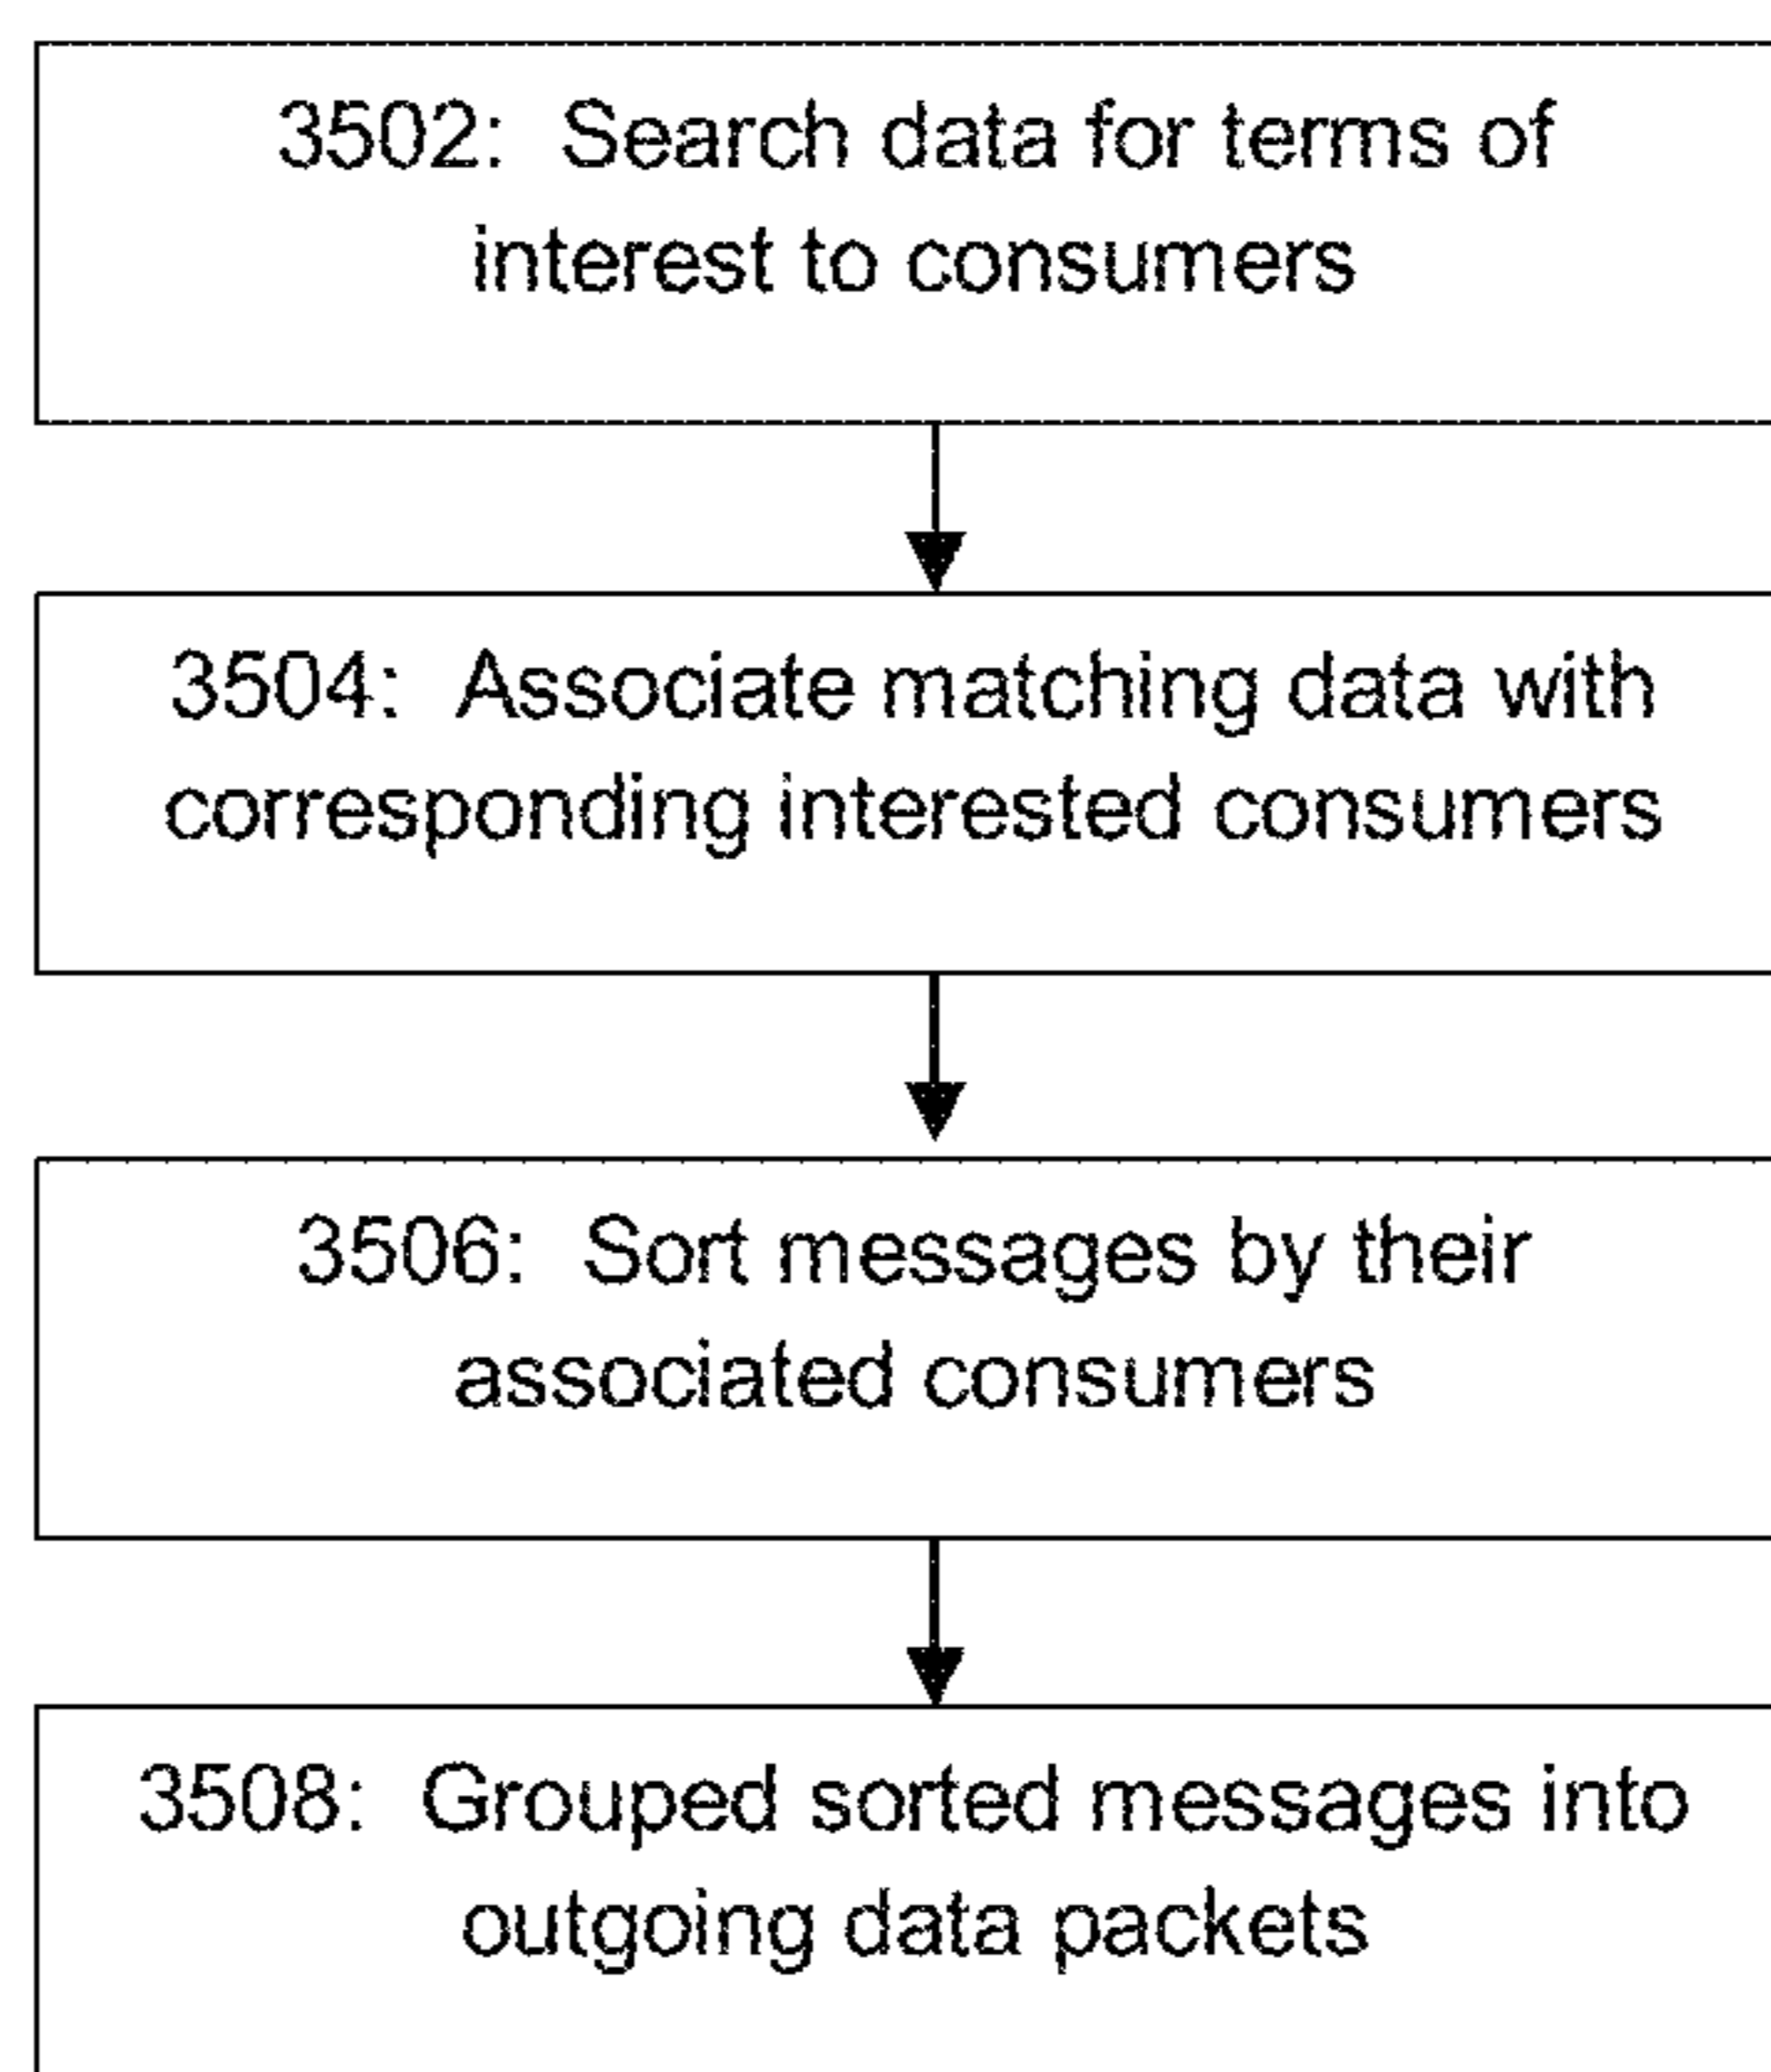 3502: Search data for terms of
interest to consumers
3504: Associate matching data with
corresponding interested consumers
3506: Sort messages by their
associated consumers
3508: Grouped sorted messages into
outgoing data packets